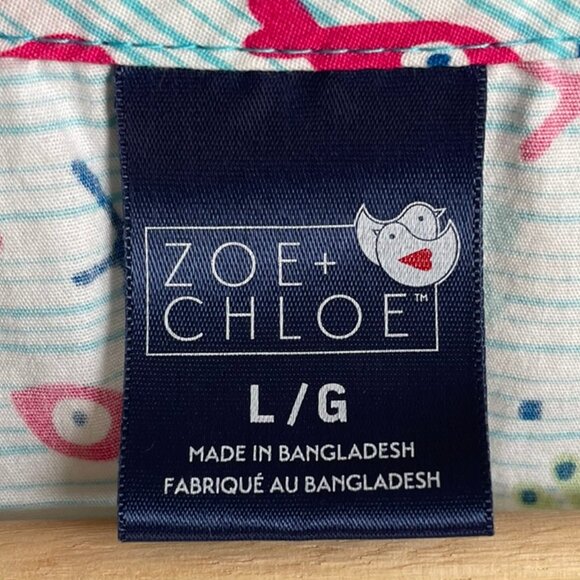 ZOE+
CHLOE™
L/G
MADE IN BANGLADESH
FABRIQUÉ AU BANGLADESH